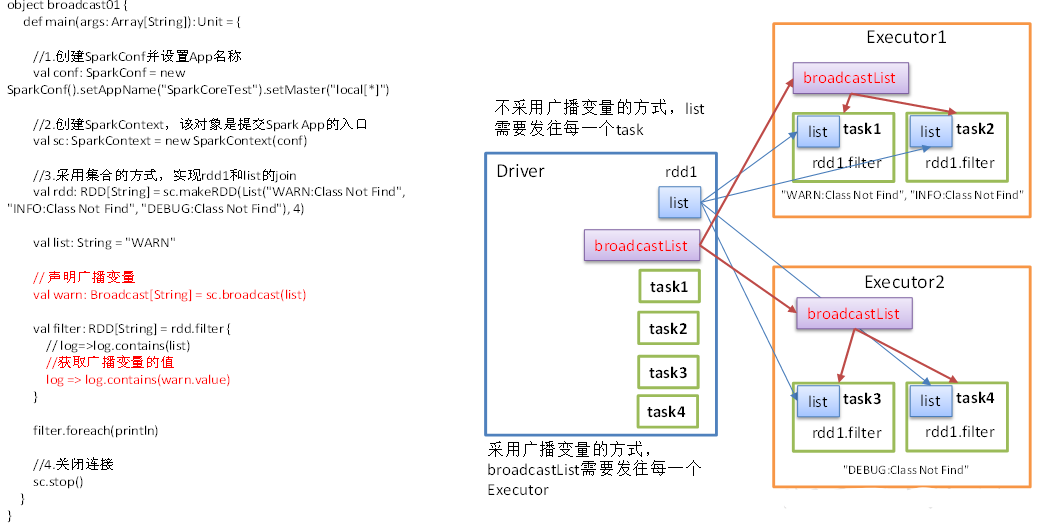 object broadcast01 {
def main(args: Array[String]): Unit = {
//1.创建SparkConf并设置App名称
val conf: SparkConf = new
SparkConf().setAppName("SparkCoreTest").setMaster("local[*]")
//2.创建SparkContext，该对象是提交Spark App的入口
val sc: SparkContext = new SparkContext(conf)
//3.采用集合的方式，实现rdd1和list的join
val rdd: RDD[String] = sc.makeRDD(List("WARN:Class Not Find",
"INFO:Class Not Find", "DEBUG:Class Not Find"), 4)
val list: String = "WARN"
// 声明广播变量
val warn: Broadcast[String] = sc.broadcast(list)
val filter: RDD[String] = rdd.filter {
// log=>log.contains(list)
//获取广播变量的值
log => log.contains(warn.value)
}
filter.foreach(println)
//4.关闭连接
sc.stop()
}
}
不采用广播变量的方式，list
需要发往每一个task
Driver
rdd1
list
broadcastList
task1
task2
task3
task4
采用广播变量的方式，
broadcastList需要发往每一个
Executor
Executor1
broadcastList
list task1
rdd1.filter
list task2
rdd1.filter
"WARN:Class Not Find", "INFO:Class Not Find"
Executor2
broadcastList
list task3
rdd1.filter
list task4
rdd1.filter
"DEBUG:Class Not Find"